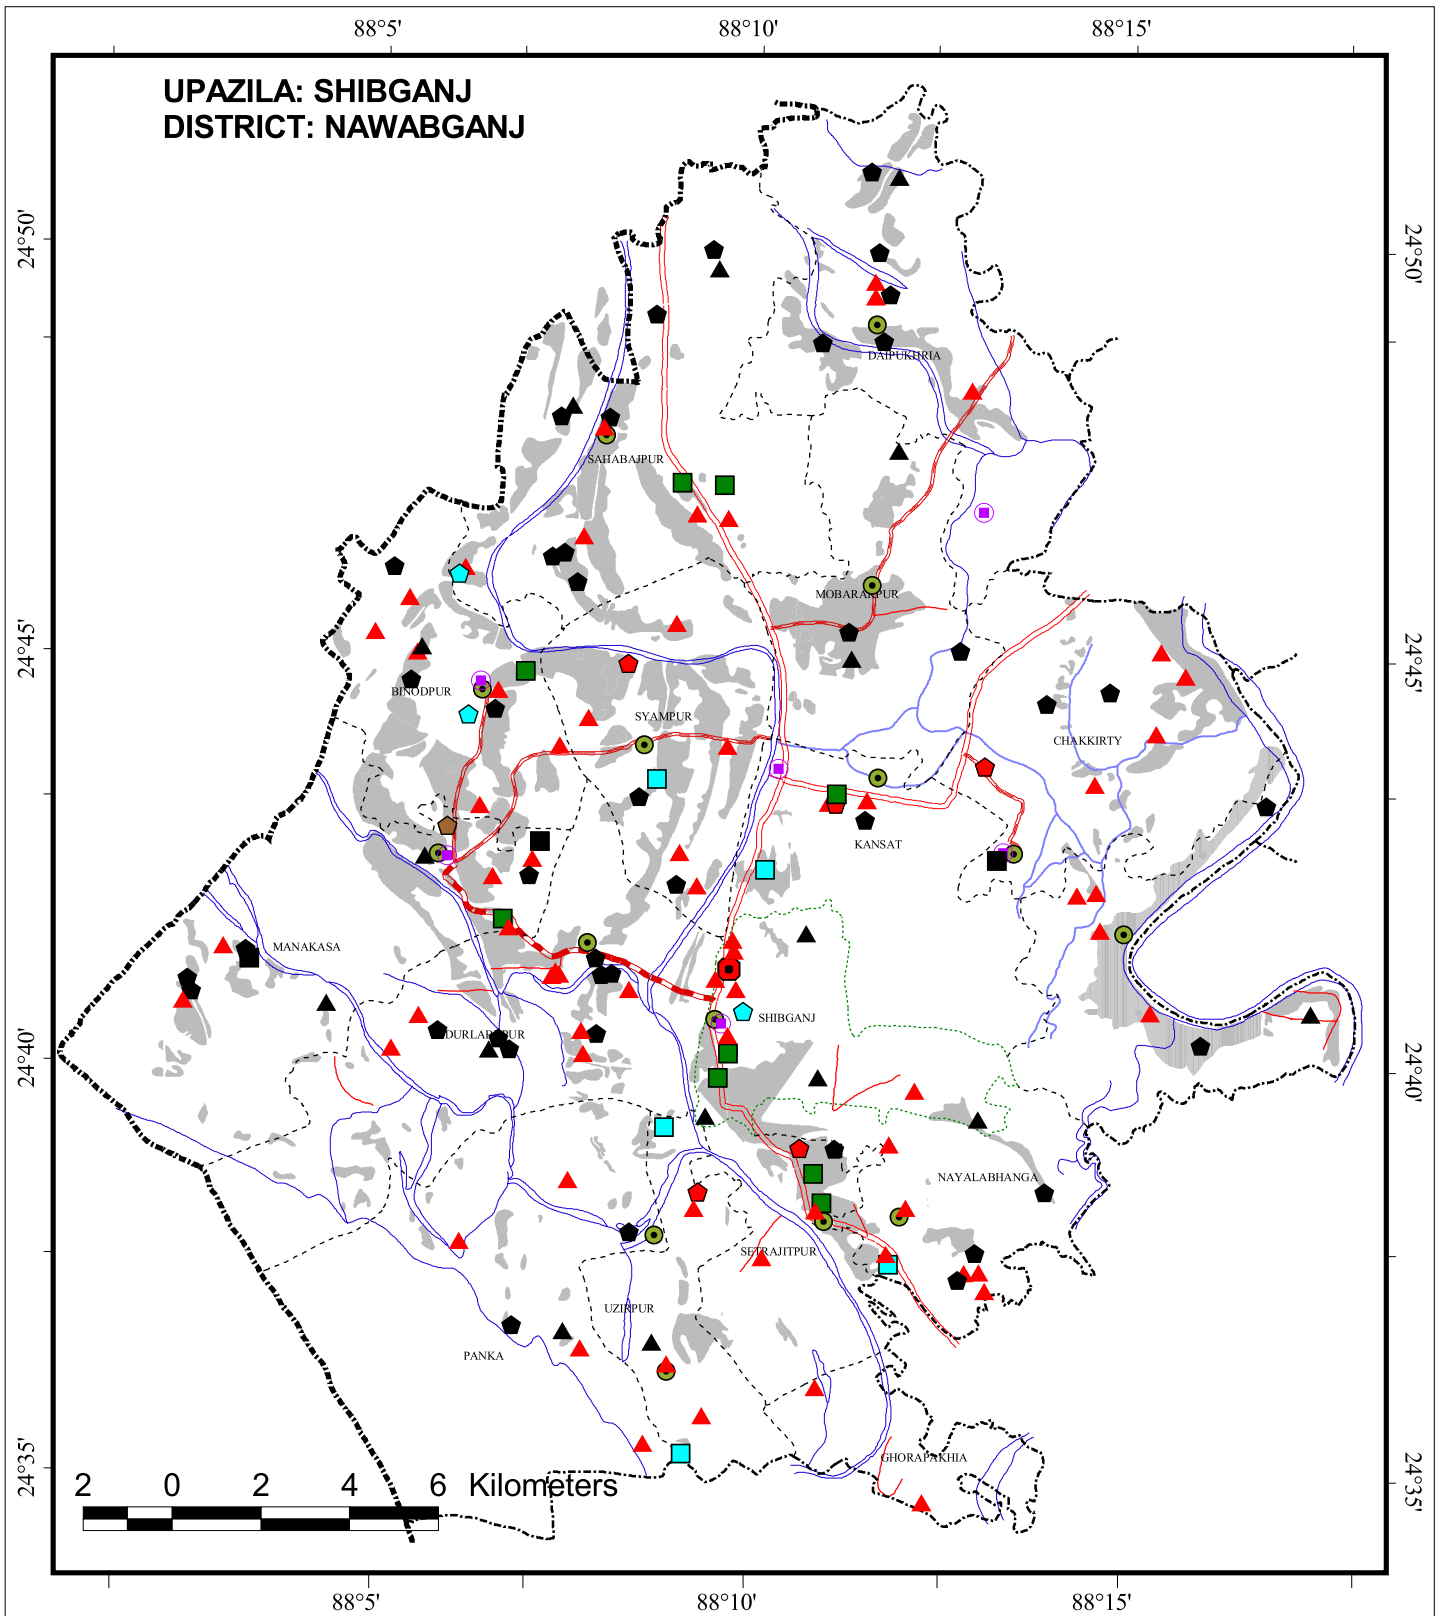 88°5' 88°10' 88°15'
UPAZILA: SHIBGANJ
DISTRICT: NAWABGANJ
24°50' 24°50'
DAIPUKHRIA
SAHABAJPUR
MOBARAKPUR
24°45' 24°45'
BINODPUR
SYAMPUR
CHAKKIRTY
KANSAT
MANAKASA
SHIBGANJ
DURLABPUR
24°40' 24°40'
NAYALABHANGA
SETRAJITPUR
UZIRPUR
PANKA
GHORAPAKHIA
24°35' 24°35'
2 0 2 4 6 Kilometers
88°5' 88°10' 88°15'